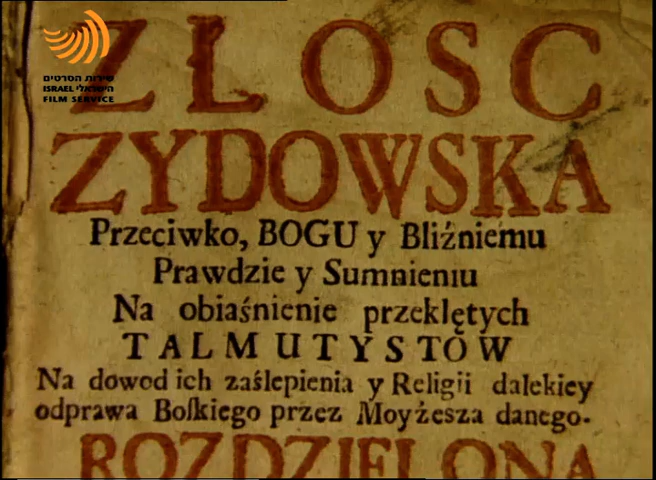 שירות הסרטים
הישראלי ISRAEL
FILM SERVICE
ZŁOSC
ZYDOWSKA
Przeciwko, BOGU y Bliźniemu
Prawdzie y Sumnieniu
Na obiaśnienie przeklętych
TALMUTYSTOW
Na dowod ich zaślepienia y Religii dalekiey
odprawa Boſkiego przez Moyżesza danego.
ROZDZIELONA